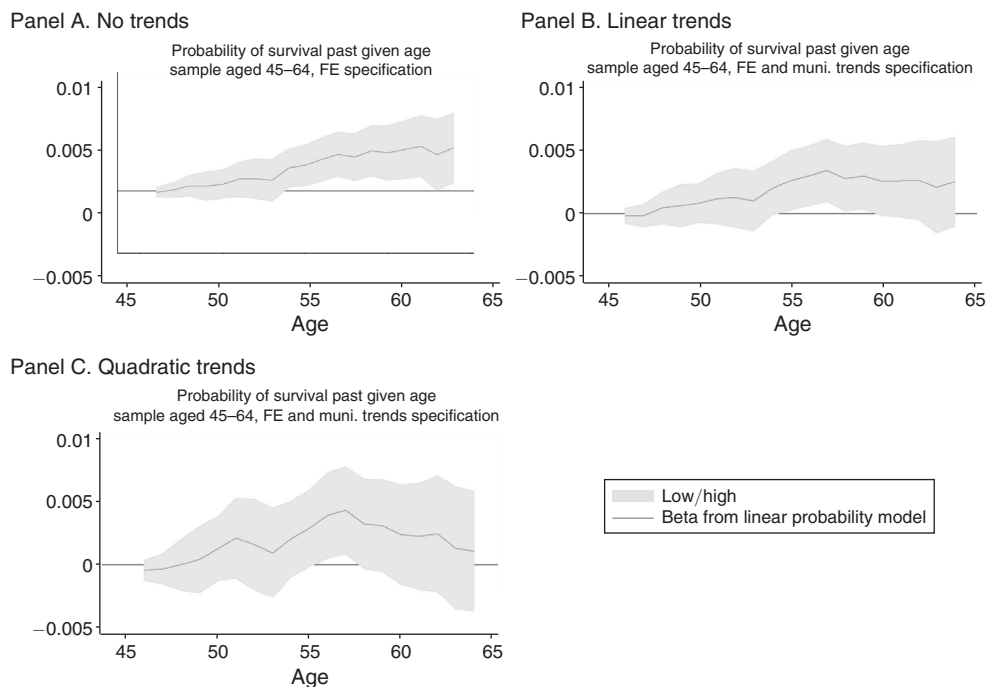 Panel A. No trends
Probability of survival past given age
sample aged 45–64, FE specification
0.01
0.005
0
−0.005
45 50 55 60 65
Age
Panel B. Linear trends
Probability of survival past given age
sample aged 45–64, FE and muni. trends specification
0.01
0.005
0
−0.005
45 50 55 60 65
Age
Panel C. Quadratic trends
Probability of survival past given age
sample aged 45–64, FE and muni. trends specification
0.01
0.005
0
−0.005
45 50 55 60 65
Age
Low/high
Beta from linear probability model